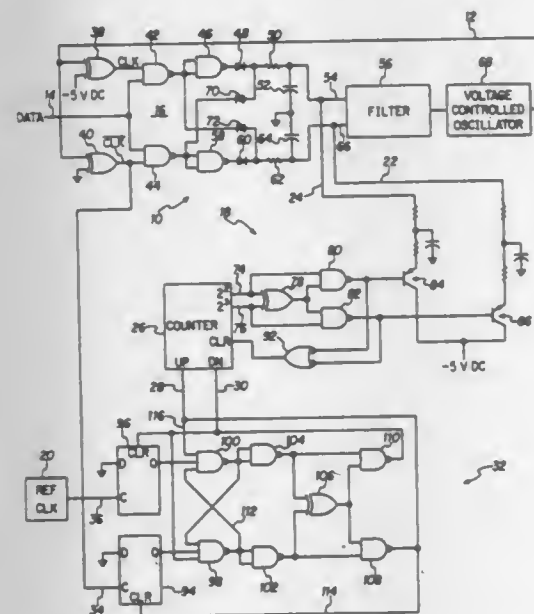 12
38
42
46
48
50
56
68
CLK
14
54
52
-5 V DC
70
FILTER
VOLTAGE
CONTROLLED
OSCILLATOR
DATA
16
72
64
40
CLK
58
66
60
62
22
44
24
10
18
80
74
78
84
82
76
26
COUNTER
92
86
CLR
UP
DN
-5 V DC
28
30
116
96
100
104
110
32
20
CLR
D
Q
106
REF
CLK
C
36
112
D
Q
98
102
108
C
94
34
CLR
114